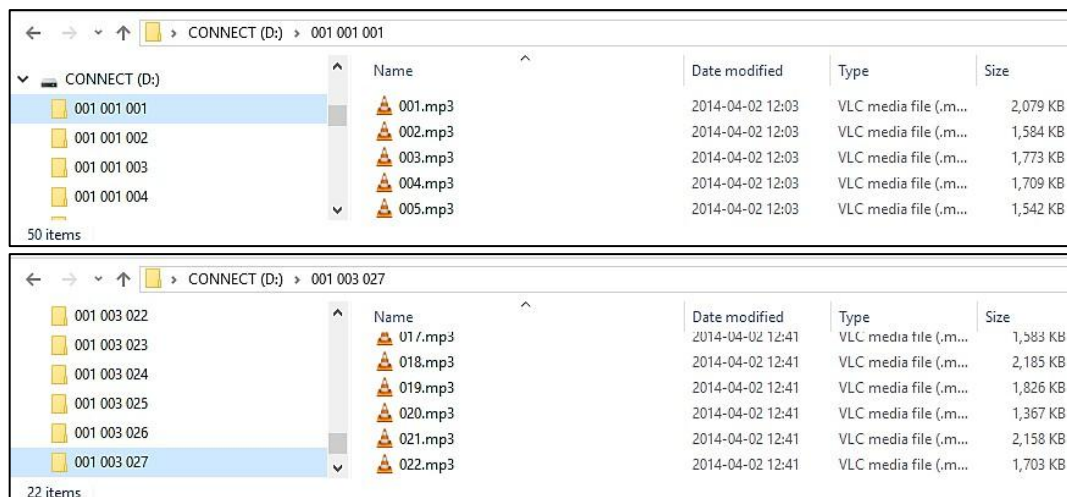 CONNECT (D:) › 001 001 001
CONNECT (D:)
001 001 001
001 001 002
001 001 003
001 001 004
Name Date modified Type Size
001.mp3 2014-04-02 12:03 VLC media file (.m... 2,079 KB
002.mp3 2014-04-02 12:03 VLC media file (.m... 1,584 KB
003.mp3 2014-04-02 12:03 VLC media file (.m... 1,773 KB
004.mp3 2014-04-02 12:03 VLC media file (.m... 1,709 KB
005.mp3 2014-04-02 12:03 VLC media file (.m... 1,542 KB
50 items
CONNECT (D:) › 001 003 027
001 003 022
001 003 023
001 003 024
001 003 025
001 003 026
001 003 027
Name Date modified Type Size
017.mp3 2014-04-02 12:41 VLC media file (.m... 1,583 KB
018.mp3 2014-04-02 12:41 VLC media file (.m... 2,185 KB
019.mp3 2014-04-02 12:41 VLC media file (.m... 1,826 KB
020.mp3 2014-04-02 12:41 VLC media file (.m... 1,367 KB
021.mp3 2014-04-02 12:41 VLC media file (.m... 2,158 KB
022.mp3 2014-04-02 12:41 VLC media file (.m... 1,703 KB
22 items